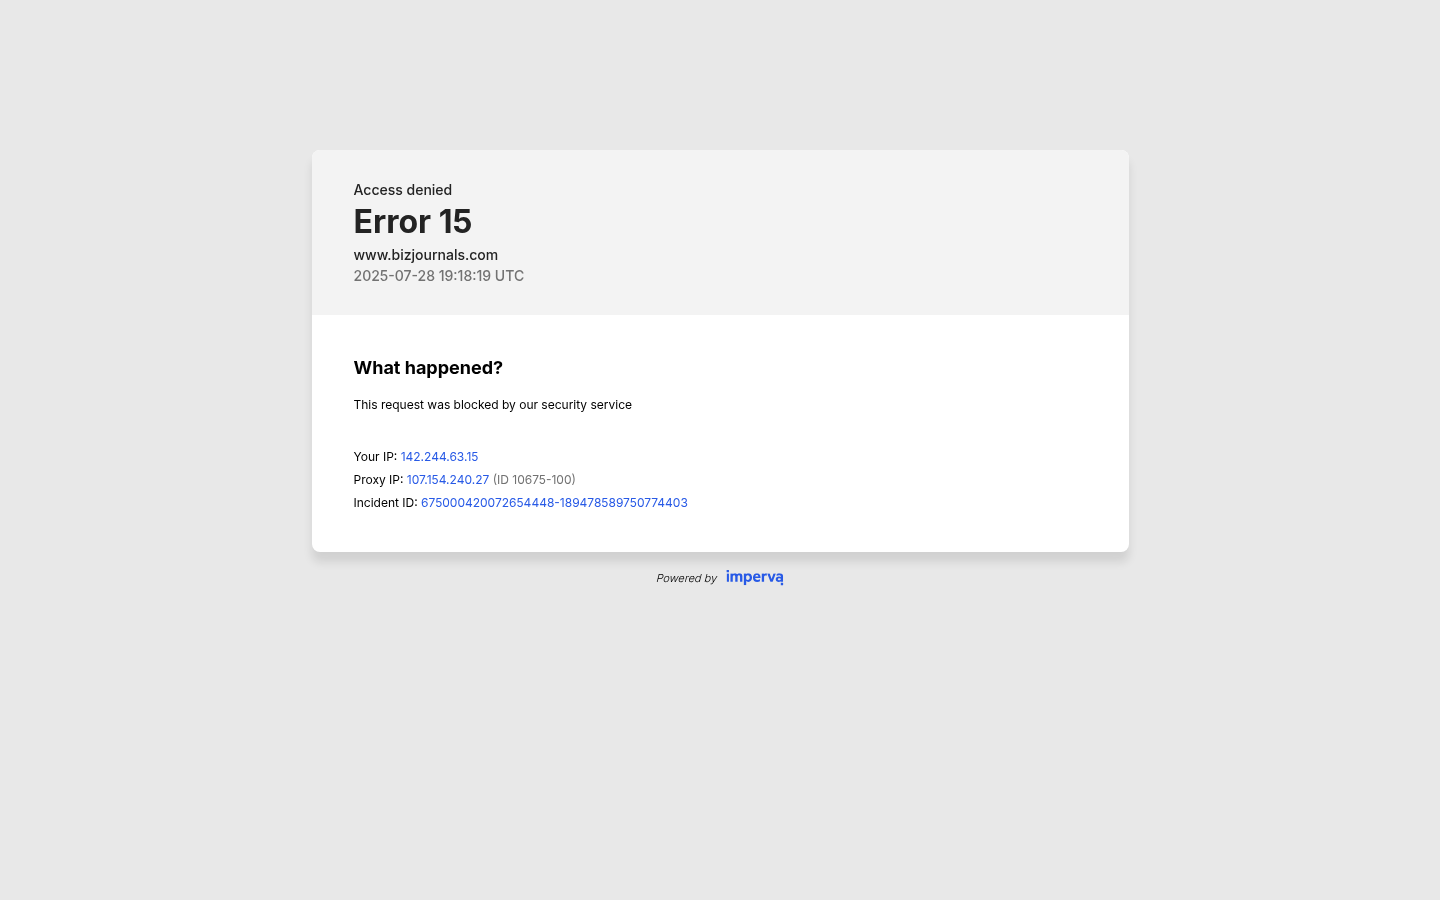 Access denied
Error 15
www.bizjournals.com
2025-07-28 19:18:19 UTC
What happened?
This request was blocked by our security service
Your IP: 142.244.63.15
Proxy IP: 107.154.240.27 (ID 10675-100)
Incident ID: 675000420072654448-189478589750774403
Powered by imperva